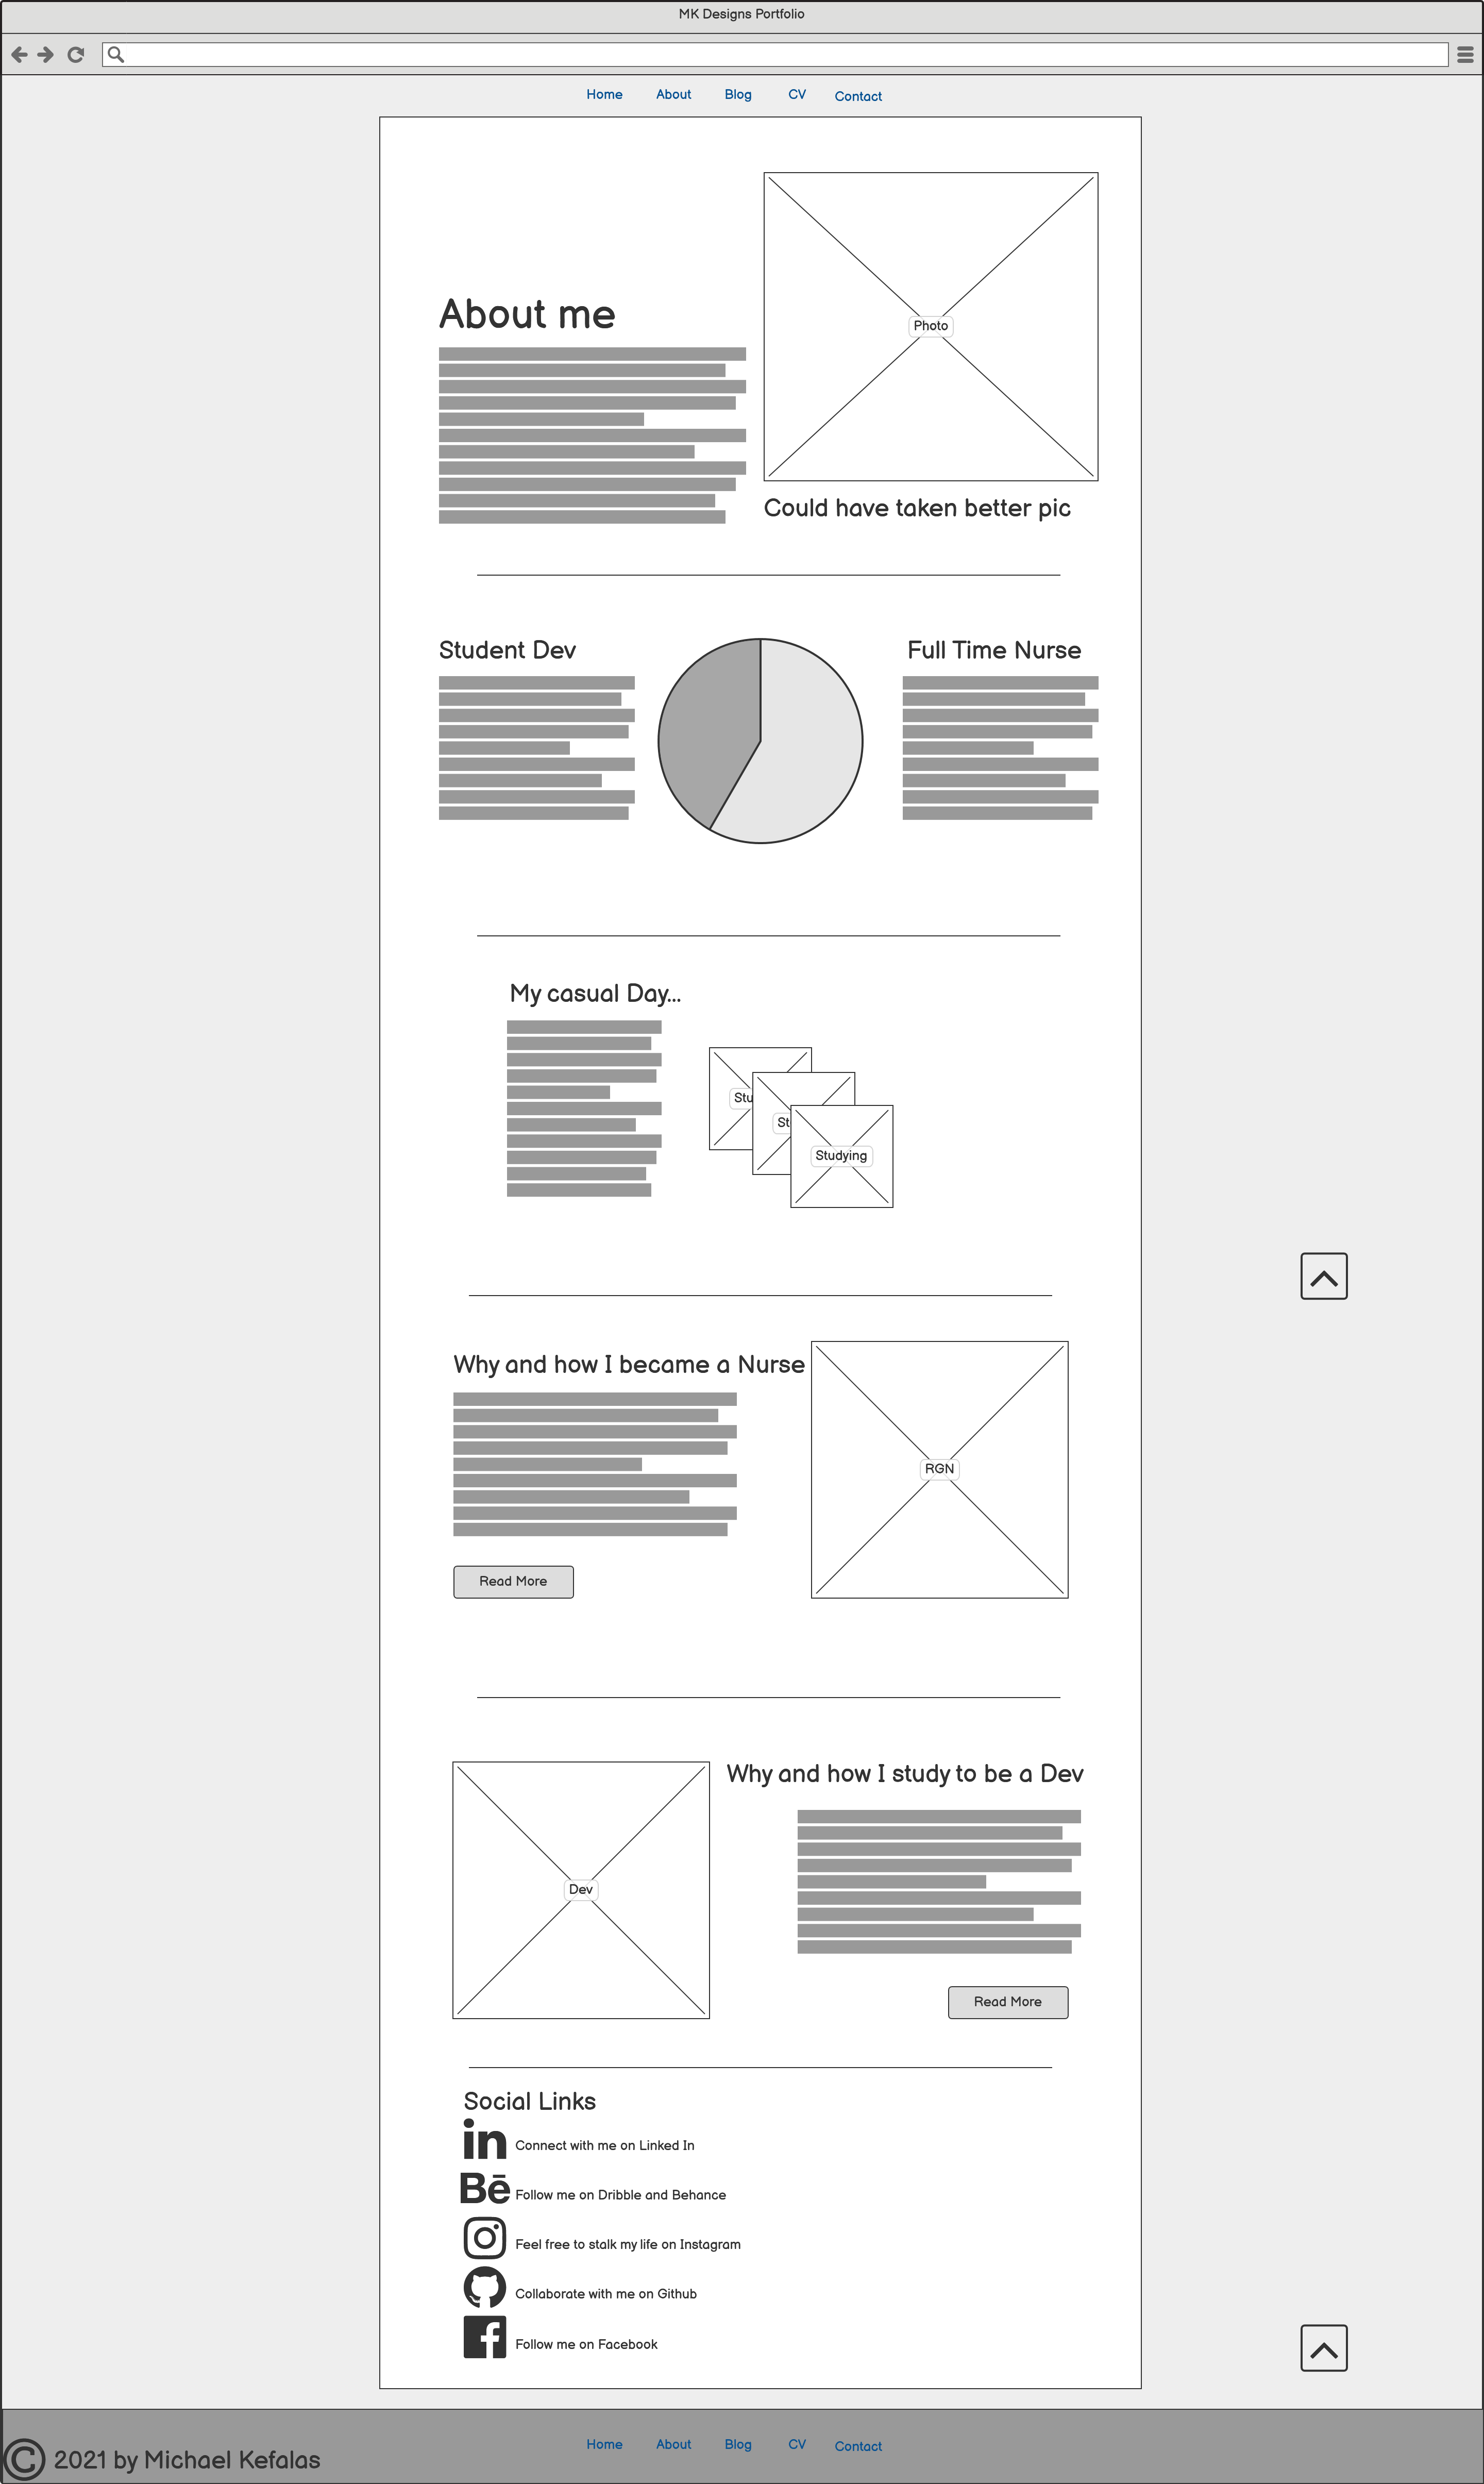 MK Designs Portfolio
Home About Blog CV Contact
Photo
About me
Could have taken better pic
Student Dev
Full Time Nurse
My casual Day...
Stu
St
Studying
Why and how I became a Nurse
RGN
Read More
Why and how I study to be a Dev
Dev
Read More
Social Links
in Connect with me on Linked In
Bē Follow me on Dribble and Behance
Feel free to stalk my life on Instagram
Collaborate with me on Github
Follow me on Facebook
Home About Blog CV Contact
© 2021 by Michael Kefalas